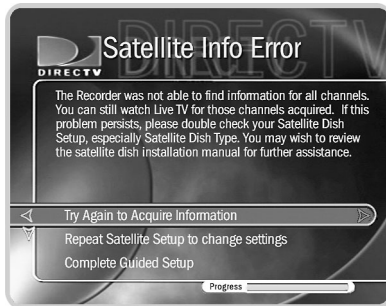 DIRECTV
Satellite Info Error
DIRECTV
The Recorder was not able to find information for all channels.
You can still watch Live TV for those channels acquired. If this
problem persists, please double check your Satellite Dish
Setup, especially Satellite Dish Type. You may wish to review
the satellite dish installation manual for further assistance.
Try Again to Acquire Information
Repeat Satellite Setup to change settings
Complete Guided Setup
Progress